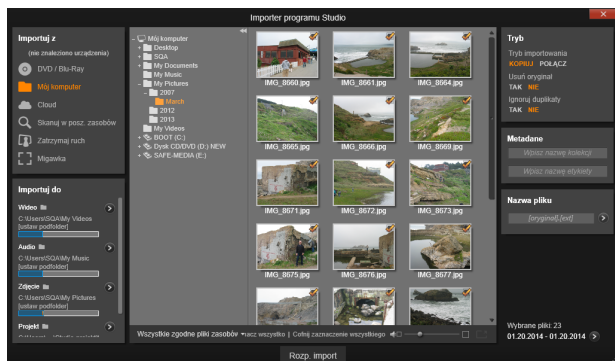 Importer programu Studio
Importuj z
(nie znaleziono urządzenia)
DVD / Blu-Ray
Mój komputer
Cloud
Skanuj w posz. zasobów
Zatrzymaj ruch
Migawka
Importuj do
Wideo
C:\Users\SQA\My Videos
[ustaw podfolder]
Audio
C:\Users\SQA\My Music
[ustaw podfolder]
Zdjęcie
C:\Users\SQA\My Pictures
[ustaw podfolder]
Projekt
Mój komputer
Desktop
SQA
My Documents
My Music
My Pictures
2007
March
2012
2013
My Videos
BOOT (C:)
Dysk CD/DVD (D:) NEW
SAFE-MEDIA (E:)
IMG_8660.jpg
IMG_8661.jpg
IMG_8664.jpg
IMG_8665.jpg
IMG_8666.jpg
IMG_8669.jpg
IMG_8671.jpg
IMG_8672.jpg
IMG_8673.jpg
IMG_8675.jpg
IMG_8676.jpg
IMG_8677.jpg
Wszystkie zgodne pliki zasobów
racz wszystko | Cofnij zaznaczenie wszystkiego
Tryb
Tryb importowania
KOPIUJ POŁĄCZ
Usuń oryginał
TAK NIE
Ignoruj duplikaty
TAK NIE
Metadane
Wpisz nazwę kolekcji
Wpisz nazwę etykiety
Nazwa pliku
[oryginał].[ext]
Wybrane pliki: 23
01.20.2014 - 01.20.2014
Rozp. import